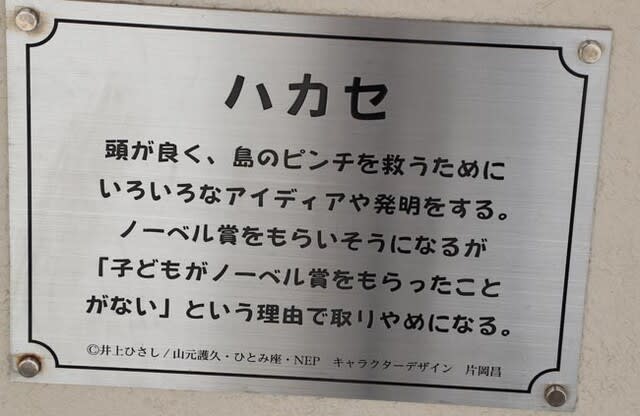 ハカセ
頭が良く、島のピンチを救うために
いろいろなアイディアや発明をする。
ノーベル賞をもらいそうになるが
「子どもがノーベル賞をもらったこと
がない」という理由で取りやめになる。
©井上ひさし/山元護久・ひとみ座・NEP キャラクターデザイン 片岡昌